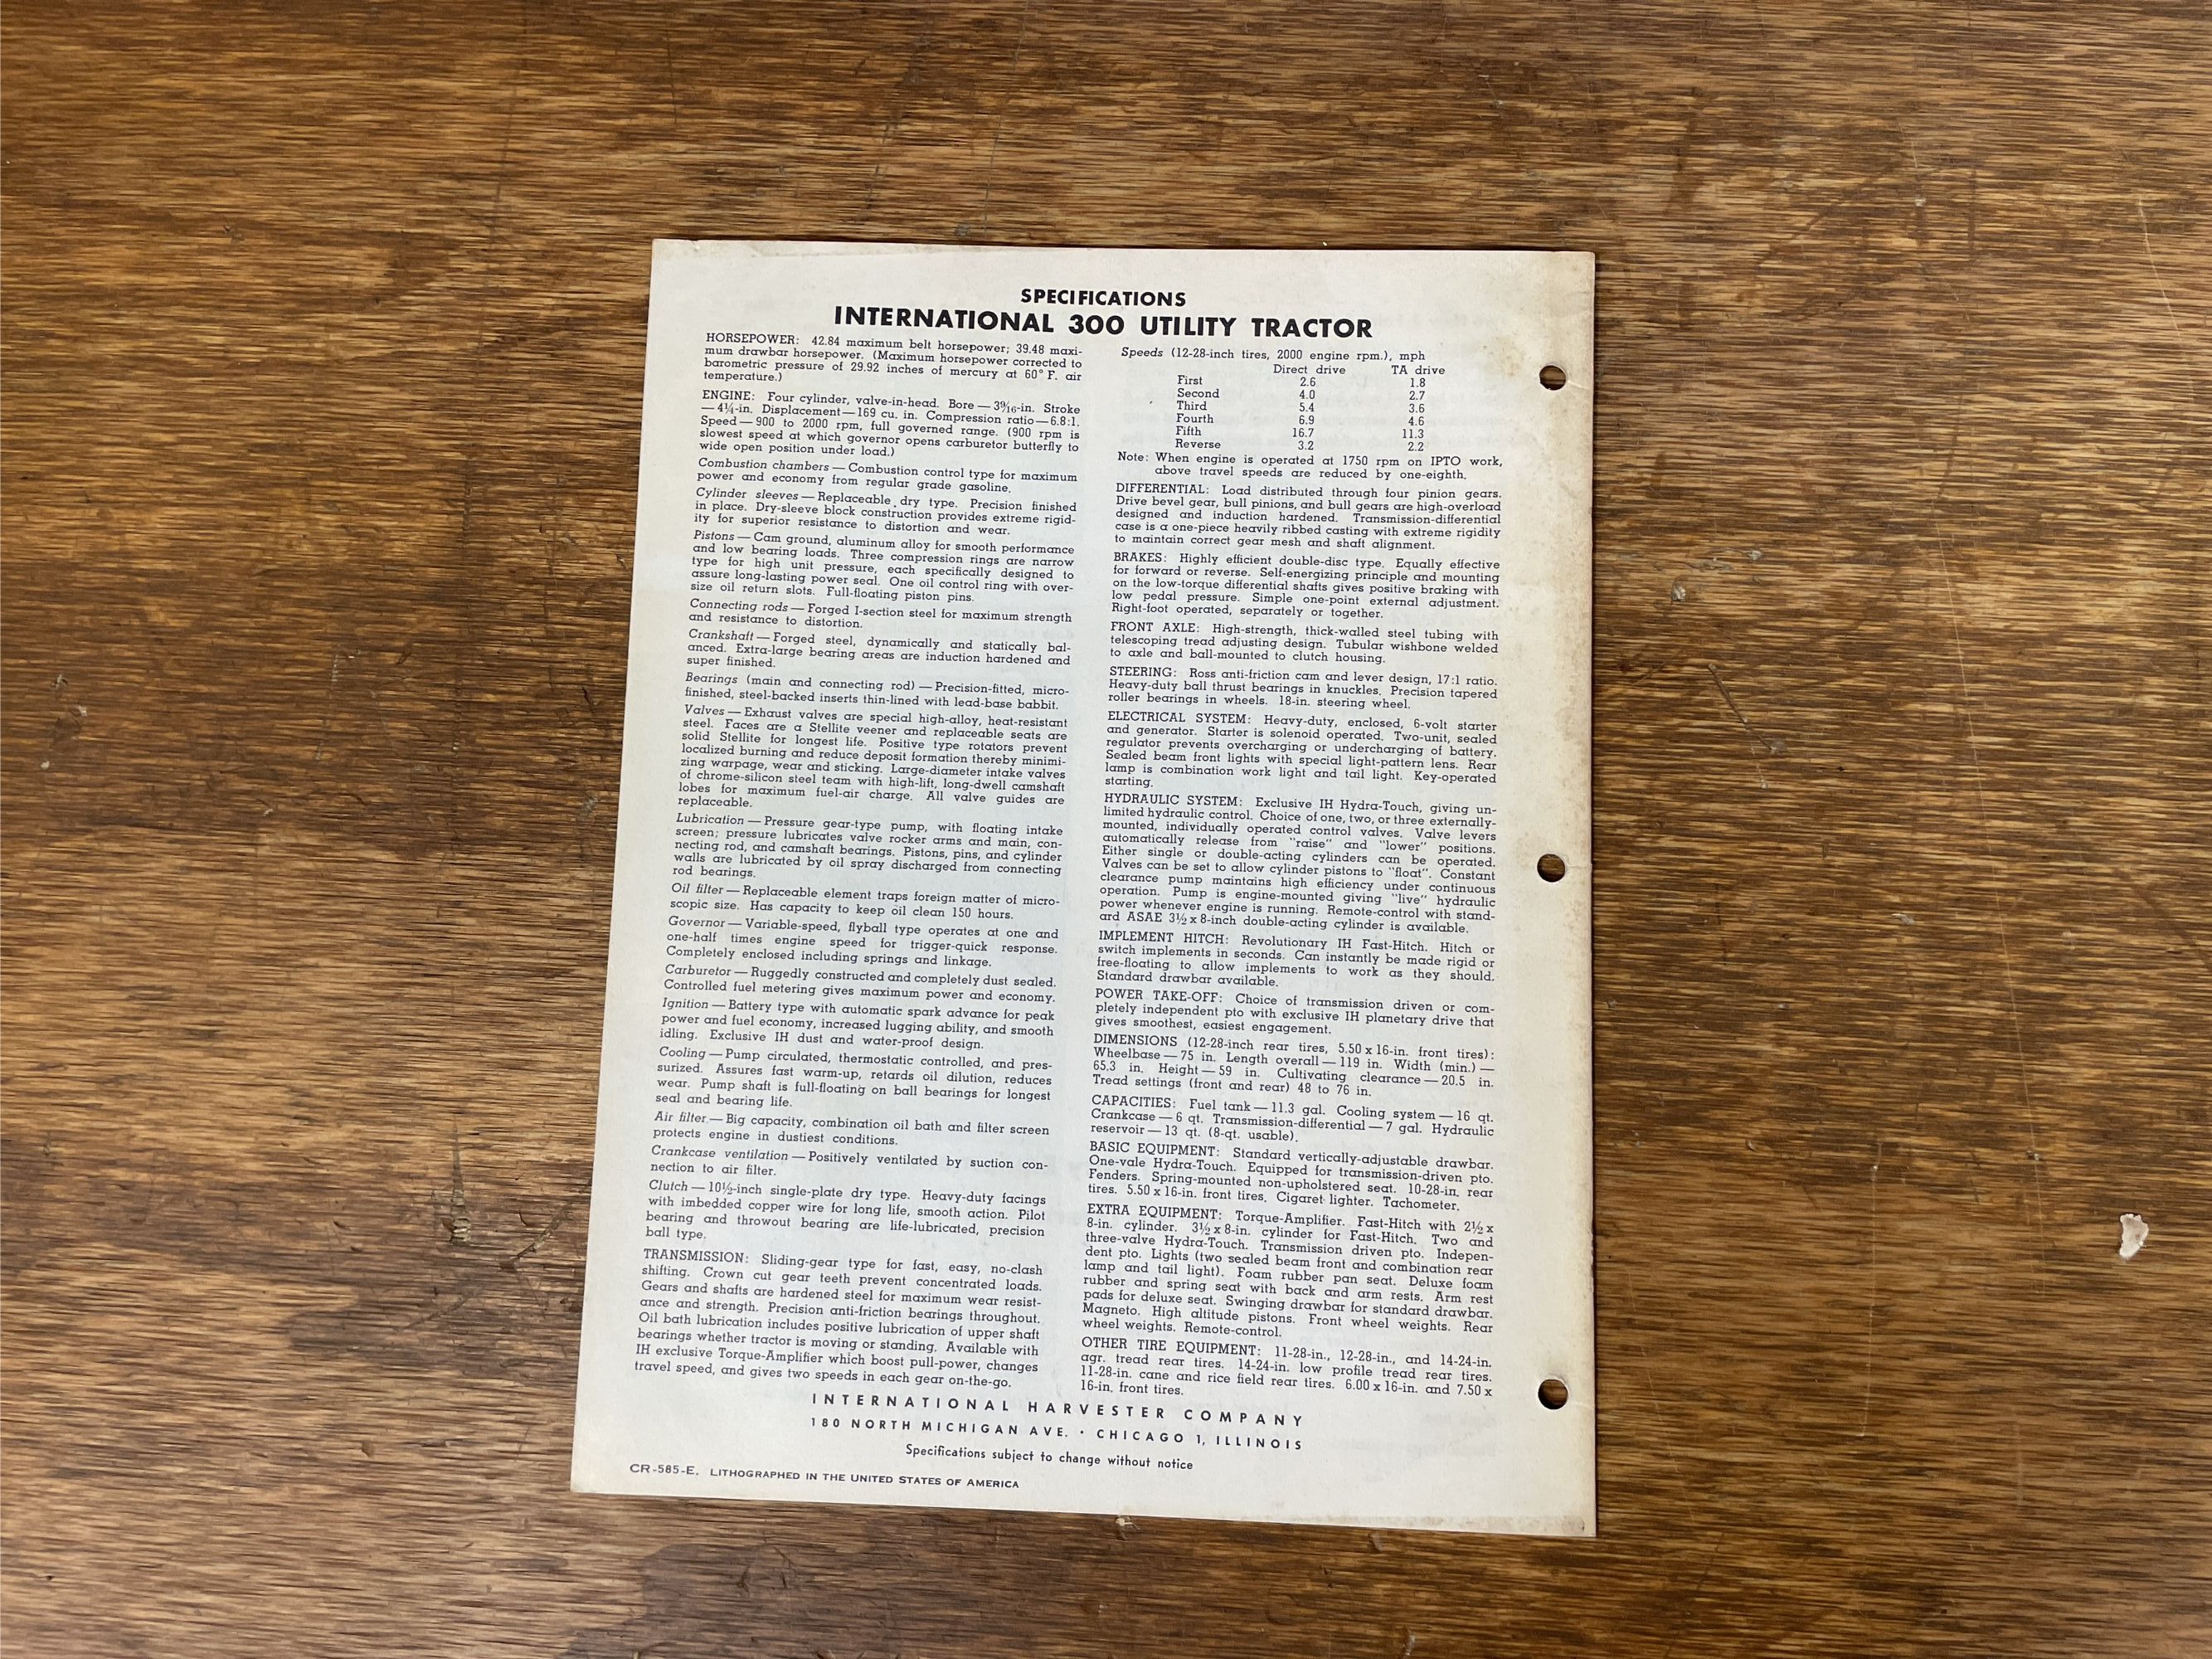 SPECIFICATIONS
INTERNATIONAL 300 UTILITY TRACTOR
HORSEPOWER: 42.84 maximum belt horsepower; 39.48 maxi-
mum drawbar horsepower. (Maximum horsepower corrected to
barometric pressure of 29.92 inches of mercury at 60° F. air
temperature.)
ENGINE: Four cylinder, valve-in-head. Bore — 3 9/16-in. Stroke
— 4¼-in. Displacement — 169 cu. in. Compression ratio — 6.8:1.
Speed — 900 to 2000 rpm, full governed range. (900 rpm is
slowest speed at which governor opens carburetor butterfly to
wide open position under load.)
Combustion chambers — Combustion control type for maximum
power and economy from regular grade gasoline.
Cylinder sleeves — Replaceable dry type. Precision finished
in place. Dry-sleeve block construction provides extreme rigid-
ity for superior resistance to distortion and wear.
Pistons — Cam ground, aluminum alloy for smooth performance
and low bearing loads. Three compression rings are narrow
type for high unit pressure, each specifically designed to
assure long-lasting power seal. One oil control ring with over-
size oil return slots. Full-floating piston pins.
Connecting rods — Forged I-section steel for maximum strength
and resistance to distortion.
Crankshaft — Forged steel, dynamically and statically bal-
anced. Extra-large bearing areas are induction hardened and
super finished.
Bearings (main and connecting rod) — Precision-fitted, micro-
finished, steel-backed inserts thin-lined with lead-base babbit.
Valves — Exhaust valves are special high-alloy, heat-resistant
steel. Faces are a Stellite veener and replaceable seats are
solid Stellite for longest life. Positive type rotators prevent
localized burning and reduce deposit formation thereby minimi-
zing warpage, wear and sticking. Large-diameter intake valves
of chrome-silicon steel team with high-lift, long-dwell camshaft
lobes for maximum fuel-air charge. All valve guides are
replaceable.
Lubrication — Pressure gear-type pump, with floating intake
screen; pressure lubricates valve rocker arms and main, con-
necting rod, and camshaft bearings. Pistons, pins, and cylinder
walls are lubricated by oil spray discharged from connecting
rod bearings.
Oil filter — Replaceable element traps foreign matter of micro-
scopic size. Has capacity to keep oil clean 150 hours.
Governor — Variable-speed, flyball type operates at one and
one-half times engine speed for trigger-quick response.
Completely enclosed including springs and linkage.
Carburetor — Ruggedly constructed and completely dust sealed.
Controlled fuel metering gives maximum power and economy.
Ignition — Battery type with automatic spark advance for peak
power and fuel economy, increased lugging ability, and smooth
idling. Exclusive IH dust and water-proof design.
Cooling — Pump circulated, thermostatic controlled, and pres-
surized. Assures fast warm-up, retards oil dilution, reduces
wear. Pump shaft is full-floating on ball bearings for longest
seal and bearing life.
Air filter — Big capacity, combination oil bath and filter screen
protects engine in dustiest conditions.
Crankcase ventilation — Positively ventilated by suction con-
nection to air filter.
Clutch — 10½-inch single-plate dry type. Heavy-duty facings
with imbedded copper wire for long life, smooth action. Pilot
bearing and throwout bearing are life-lubricated, precision
ball type.
TRANSMISSION: Sliding-gear type for fast, easy, no-clash
shifting. Crown cut gear teeth prevent concentrated loads.
Gears and shafts are hardened steel for maximum wear resist-
ance and strength. Precision anti-friction bearings throughout.
Oil bath lubrication includes positive lubrication of upper shaft
bearings whether tractor is moving or standing. Available with
IH exclusive Torque-Amplifier which boost pull-power, changes
travel speed, and gives two speeds in each gear on-the-go.
Speeds (12-28-inch tires, 2000 engine rpm.), mph
Direct drive TA drive
First 2.6 1.8
Second 4.0 2.7
Third 5.4 3.6
Fourth 6.9 4.6
Fifth 16.7 11.3
Reverse 3.2 2.2
Note: When engine is operated at 1750 rpm on IPTO work,
above travel speeds are reduced by one-eighth.
DIFFERENTIAL: Load distributed through four pinion gears.
Drive bevel gear, bull pinions, and bull gears are high-overload
designed and induction hardened. Transmission-differential
case is a one-piece heavily ribbed casting with extreme rigidity
to maintain correct gear mesh and shaft alignment.
BRAKES: Highly efficient double-disc type. Equally effective
for forward or reverse. Self-energizing principle and mounting
on the low-torque differential shafts gives positive braking with
low pedal pressure. Simple one-point external adjustment.
Right-foot operated, separately or together.
FRONT AXLE: High-strength, thick-walled steel tubing with
telescoping tread adjusting design. Tubular wishbone welded
to axle and ball-mounted to clutch housing.
STEERING: Ross anti-friction cam and lever design, 17:1 ratio.
Heavy-duty ball thrust bearings in knuckles. Precision tapered
roller bearings in wheels. 18-in. steering wheel.
ELECTRICAL SYSTEM: Heavy-duty, enclosed, 6-volt starter
and generator. Starter is solenoid operated. Two-unit, sealed
regulator prevents overcharging or undercharging of battery.
Sealed beam front lights with special light-pattern lens. Rear
lamp is combination work light and tail light. Key-operated
starting.
HYDRAULIC SYSTEM: Exclusive IH Hydra-Touch, giving un-
limited hydraulic control. Choice of one, two, or three externally-
mounted, individually operated control valves. Valve levers
automatically release from "raise" and "lower" positions.
Either single or double-acting cylinders can be operated.
Valves can be set to allow cylinder pistons to "float". Constant
clearance pump maintains high efficiency under continuous
operation. Pump is engine-mounted giving "live" hydraulic
power whenever engine is running. Remote-control with stand-
ard ASAE 3½ x 8-inch double-acting cylinder is available.
IMPLEMENT HITCH: Revolutionary IH Fast-Hitch. Hitch or
switch implements in seconds. Can instantly be made rigid or
free-floating to allow implements to work as they should.
Standard drawbar available.
POWER TAKE-OFF: Choice of transmission driven or com-
pletely independent pto with exclusive IH planetary drive that
gives smoothest, easiest engagement.
DIMENSIONS (12-28-inch rear tires, 5.50 x 16-in. front tires):
Wheelbase — 75 in. Length overall — 119 in. Width (min.) —
65.3 in. Height — 59 in. Cultivating clearance — 20.5 in.
Tread settings (front and rear) 48 to 76 in.
CAPACITIES: Fuel tank — 11.3 gal. Cooling system — 16 qt.
Crankcase — 6 qt. Transmission-differential — 7 gal. Hydraulic
reservoir — 13 qt. (8-qt. usable).
BASIC EQUIPMENT: Standard vertically-adjustable drawbar.
One-vale Hydra-Touch. Equipped for transmission-driven pto.
Fenders. Spring-mounted non-upholstered seat. 10-28-in. rear
tires. 5.50 x 16-in. front tires. Cigaret lighter. Tachometer.
EXTRA EQUIPMENT: Torque-Amplifier. Fast-Hitch with 2½ x
8-in. cylinder. 3½ x 8-in. cylinder for Fast-Hitch. Two and
three-valve Hydra-Touch. Transmission driven pto. Indepen-
dent pto. Lights (two sealed beam front and combination rear
lamp and tail light). Foam rubber pan seat. Deluxe foam
rubber and spring seat with back and arm rests. Arm rest
pads for deluxe seat. Swinging drawbar for standard drawbar.
Magneto. High altitude pistons. Front wheel weights. Rear
wheel weights. Remote-control.
OTHER TIRE EQUIPMENT: 11-28-in., 12-28-in., and 14-24-in.
agr. tread rear tires. 14-24-in. low profile tread rear tires.
11-28-in. cane and rice field rear tires. 6.00 x 16-in. and 7.50 x
16-in. front tires.
INTERNATIONAL HARVESTER COMPANY
180 NORTH MICHIGAN AVE. • CHICAGO 1, ILLINOIS
Specifications subject to change without notice
CR-585-E. LITHOGRAPHED IN THE UNITED STATES OF AMERICA